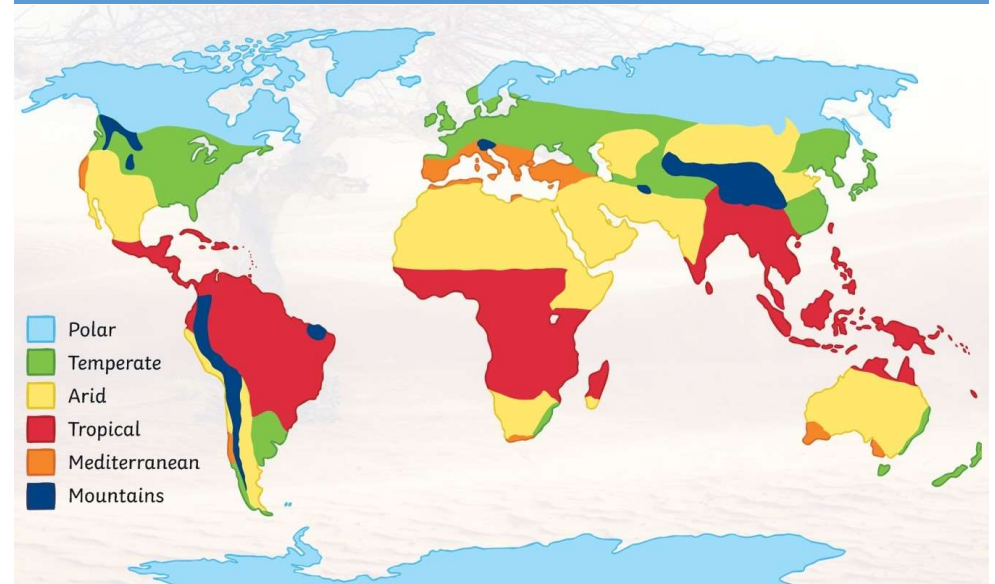 Polar
Temperate
Arid
Tropical
Mediterranean
Mountains